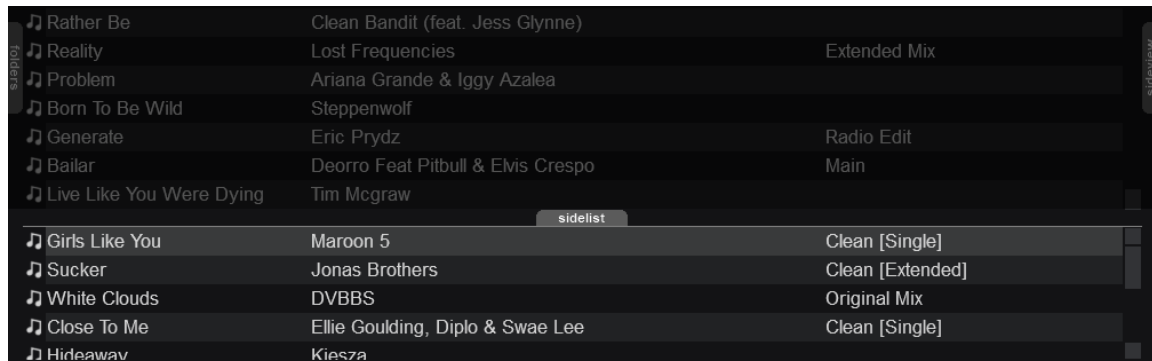 Rather Be Clean Bandit (feat. Jess Glynne)
folders
Reality Lost Frequencies Extended Mix
sideview
Problem Ariana Grande & Iggy Azalea
Born To Be Wild Steppenwolf
Generate Eric Prydz Radio Edit
Bailar Deorro Feat Pitbull & Elvis Crespo Main
Live Like You Were Dying Tim Mcgraw
sidelist
Girls Like You Maroon 5 Clean [Single]
Sucker Jonas Brothers Clean [Extended]
White Clouds DVBBS Original Mix
Close To Me Ellie Goulding, Diplo & Swae Lee Clean [Single]
Hideaway Kiesza